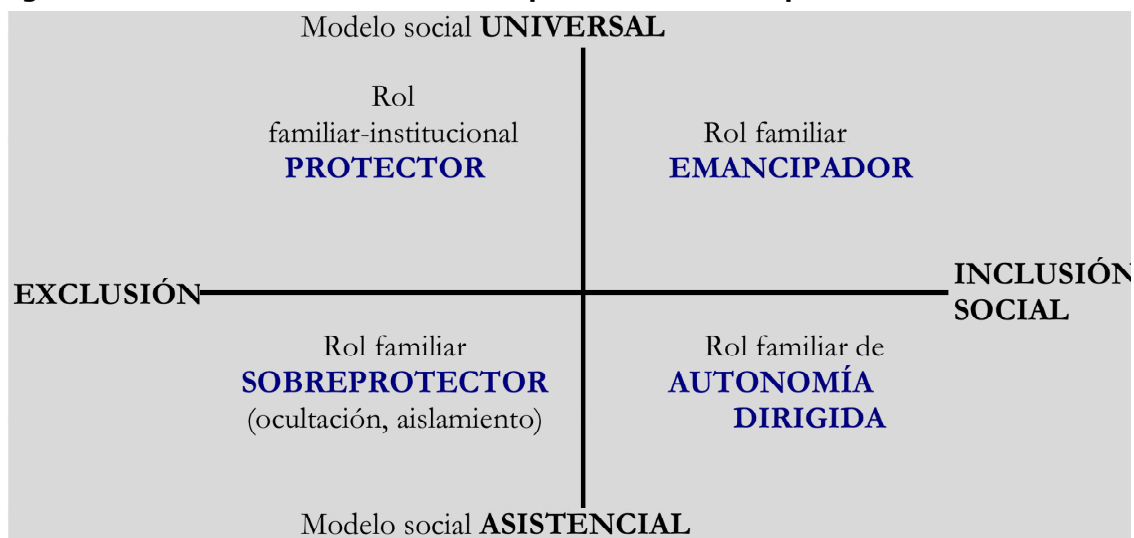 Modelo social UNIVERSAL
Rol
familiar-institucional
PROTECTOR
Rol familiar
EMANCIPADOR
EXCLUSIÓN
INCLUSIÓN
SOCIAL
Rol familiar
SOBREPROTECTOR
(ocultación, aislamiento)
Rol familiar de
AUTONOMÍA
DIRIGIDA
Modelo social ASISTENCIAL